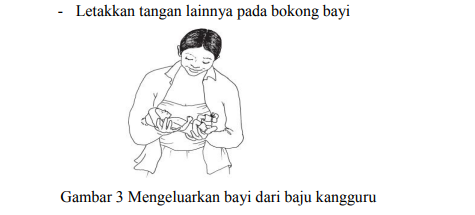 - Letakkan tangan lainnya pada bokong bayi
Gambar 3 Mengeluarkan bayi dari baju kangguru